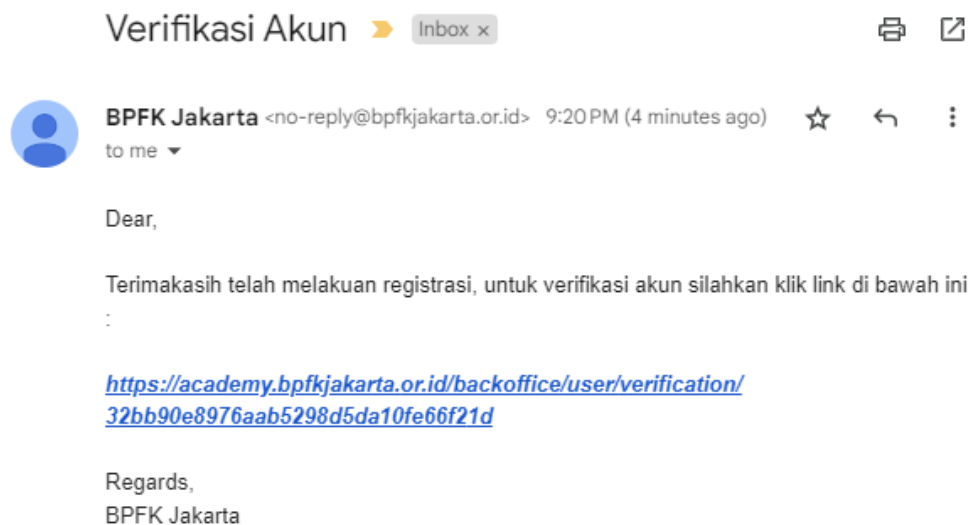 Verifikasi Akun Inbox ×
BPFK Jakarta <no-reply@bpfkjakarta.or.id> 9:20 PM (4 minutes ago)
to me
Dear,
Terimakasih telah melakuan registrasi, untuk verifikasi akun silahkan klik link di bawah ini
:
https://academy.bpfkjakarta.or.id/backoffice/user/verification/
32bb90e8976aab5298d5da10fe66f21d
Regards,
BPFK Jakarta